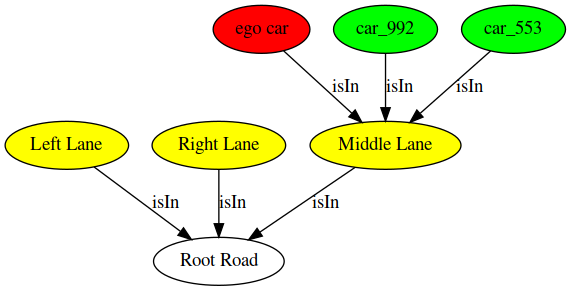 ego car
car_992
car_553
isIn
isIn
isIn
Left Lane
Right Lane
Middle Lane
isIn
isIn
isIn
Root Road